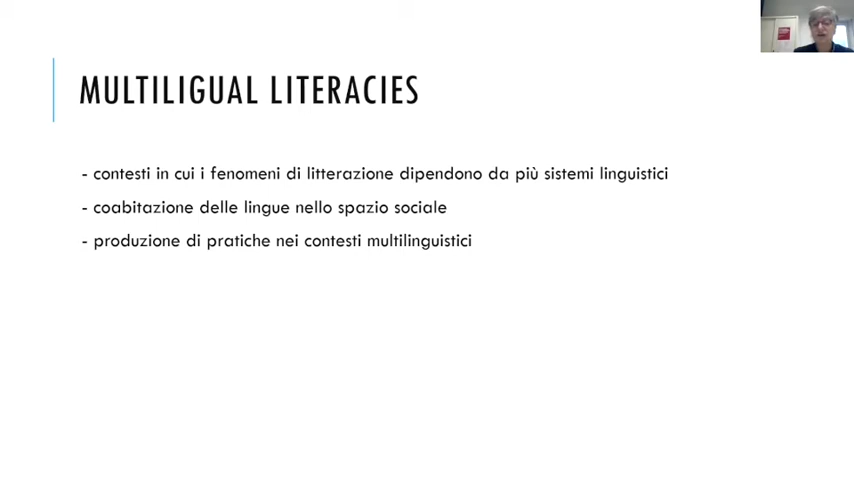 MULTILIGUAL LITERACIES
- contesti in cui i fenomeni di litterazione dipendono da più sistemi linguistici
- coabitazione delle lingue nello spazio sociale
- produzione di pratiche nei contesti multilinguistici